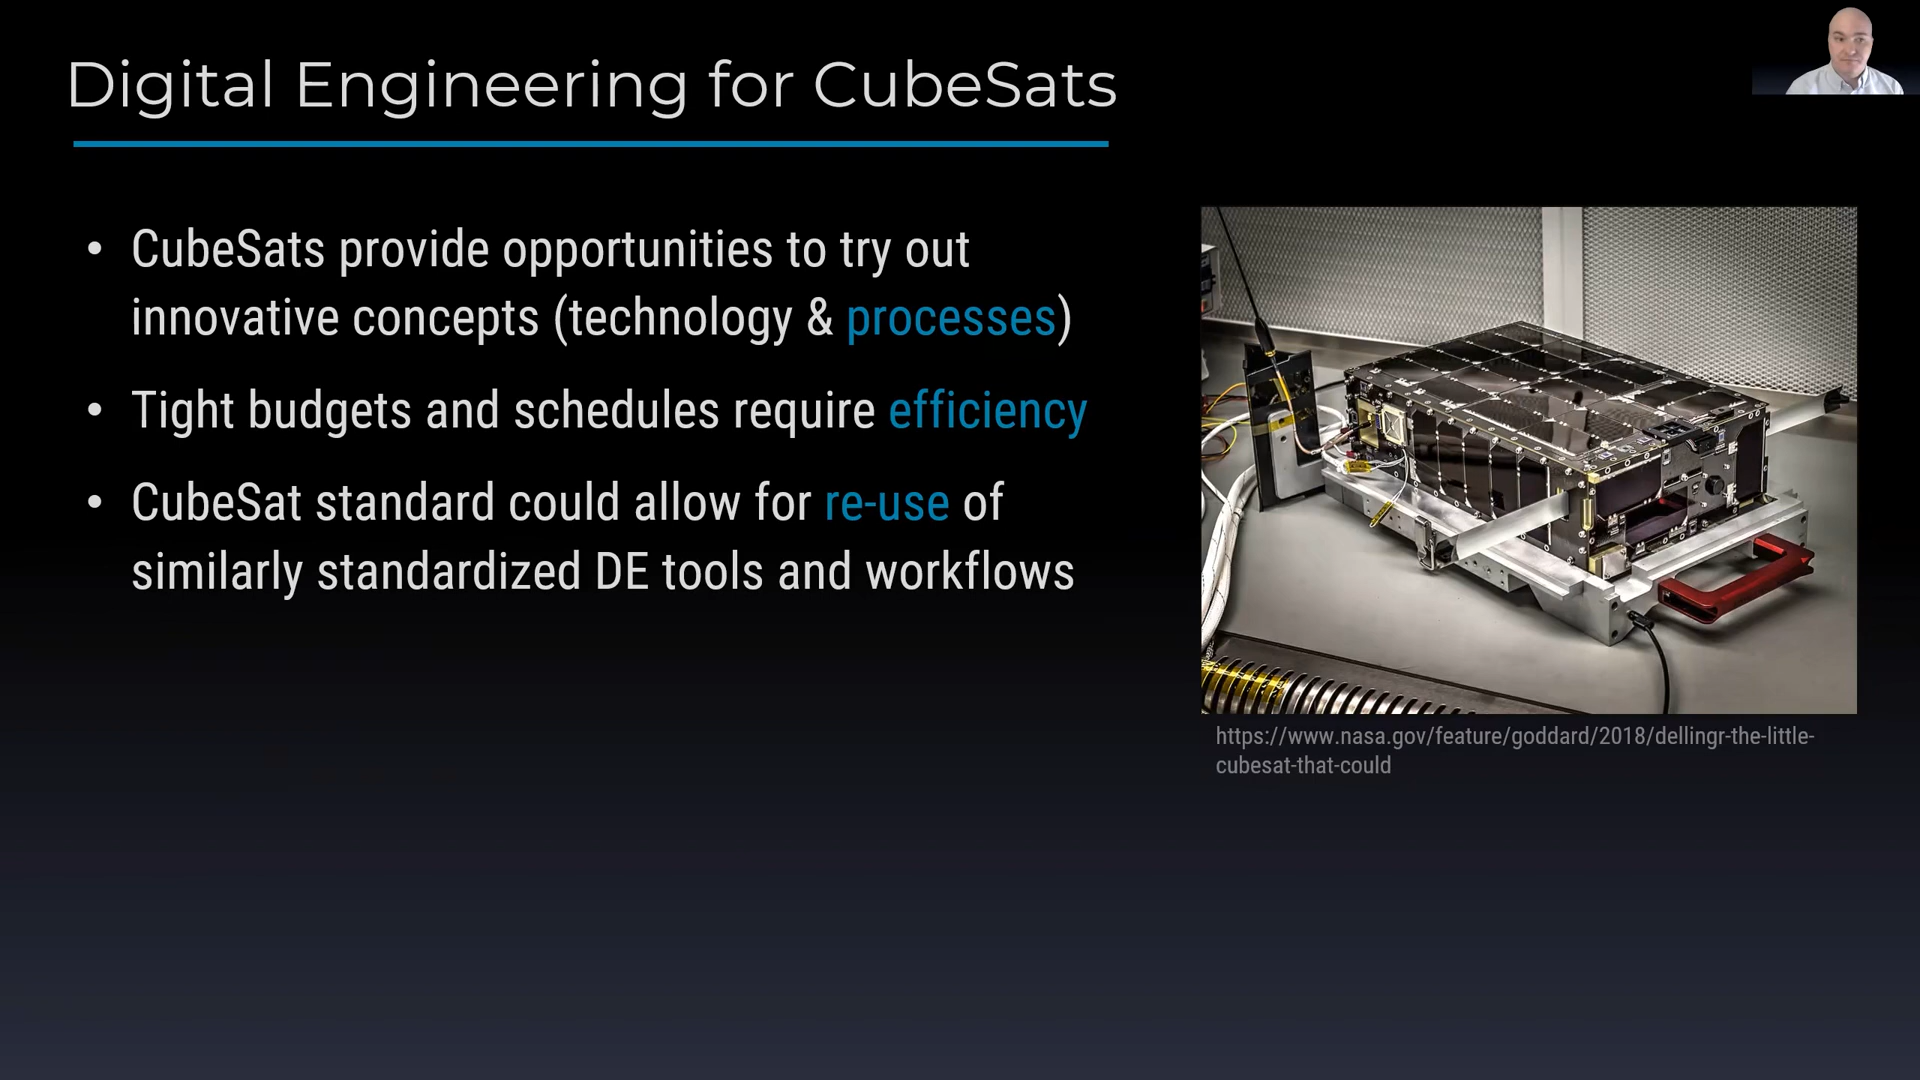 Digital Engineering for CubeSats
• CubeSats provide opportunities to try out
innovative concepts (technology & processes)
• Tight budgets and schedules require efficiency
• CubeSat standard could allow for re-use of
similarly standardized DE tools and workflows
https://www.nasa.gov/feature/goddard/2018/dellingr-the-little-
cubesat-that-could